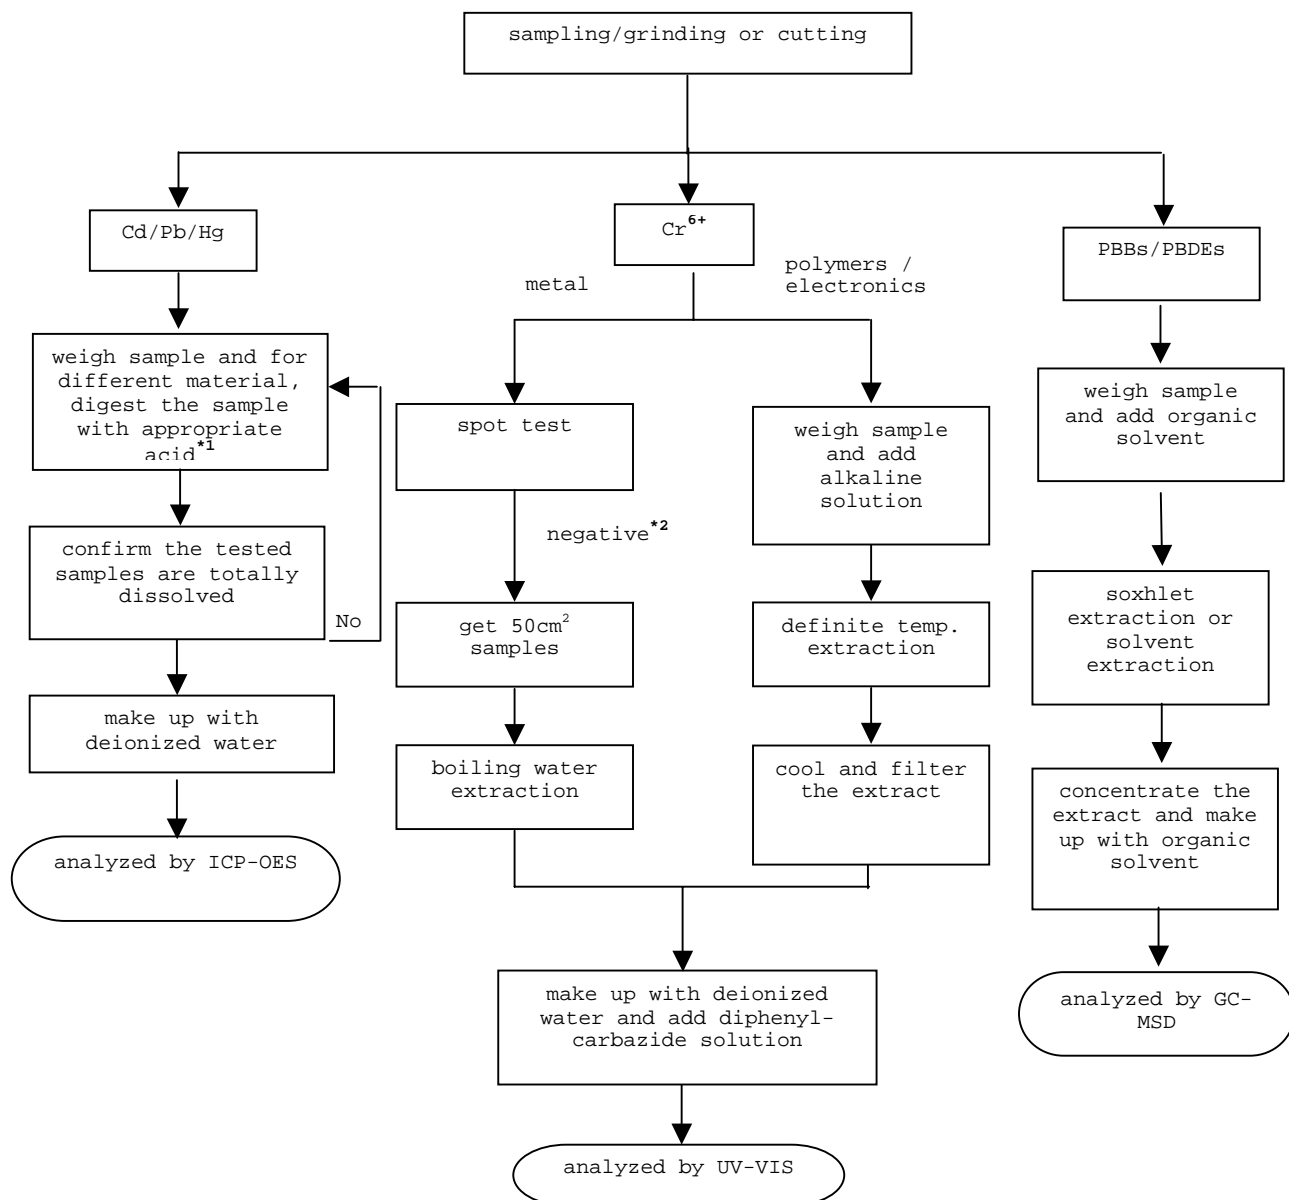 sampling/grinding or cutting
Cd/Pb/Hg
weigh sample and for
different material,
digest the sample
with appropriate
acid*1
confirm the tested
samples are totally
dissolved
No
make up with
deionized water
analyzed by ICP-OES
Cr6+
metal
spot test
negative*2
get 50cm2
samples
boiling water
extraction
polymers /
electronics
weigh sample
and add
alkaline
solution
definite temp.
extraction
cool and filter
the extract
make up with deionized
water and add diphenyl-
carbazide solution
analyzed by UV-VIS
PBBs/PBDEs
weigh sample
and add organic
solvent
soxhlet
extraction or
solvent
extraction
concentrate the
extract and make
up with organic
solvent
analyzed by GC-
MSD